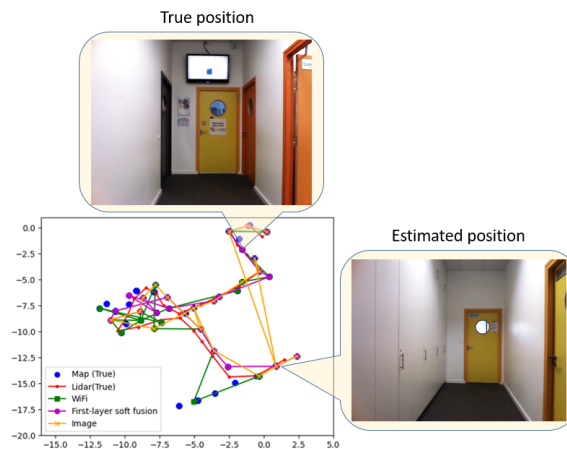 True position
Estimated position
0.0
−2.5
−5.0
−7.5
−10.0
−12.5
−15.0
−17.5
−20.0
Map (True)
Lidar(True)
WiFi
First-layer soft fusion
Image
−15.0 −12.5 −10.0 −7.5 −5.0 −2.5 0.0 2.5 5.0